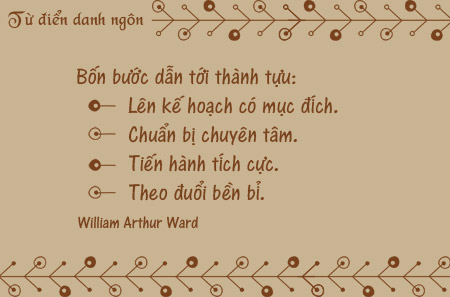 Từ điển danh ngôn
Bốn bước dẫn tới thành tựu:
Lên kế hoạch có mục đích.
Chuẩn bị chuyên tâm.
Tiến hành tích cực.
Theo đuổi bền bỉ.
William Arthur Ward